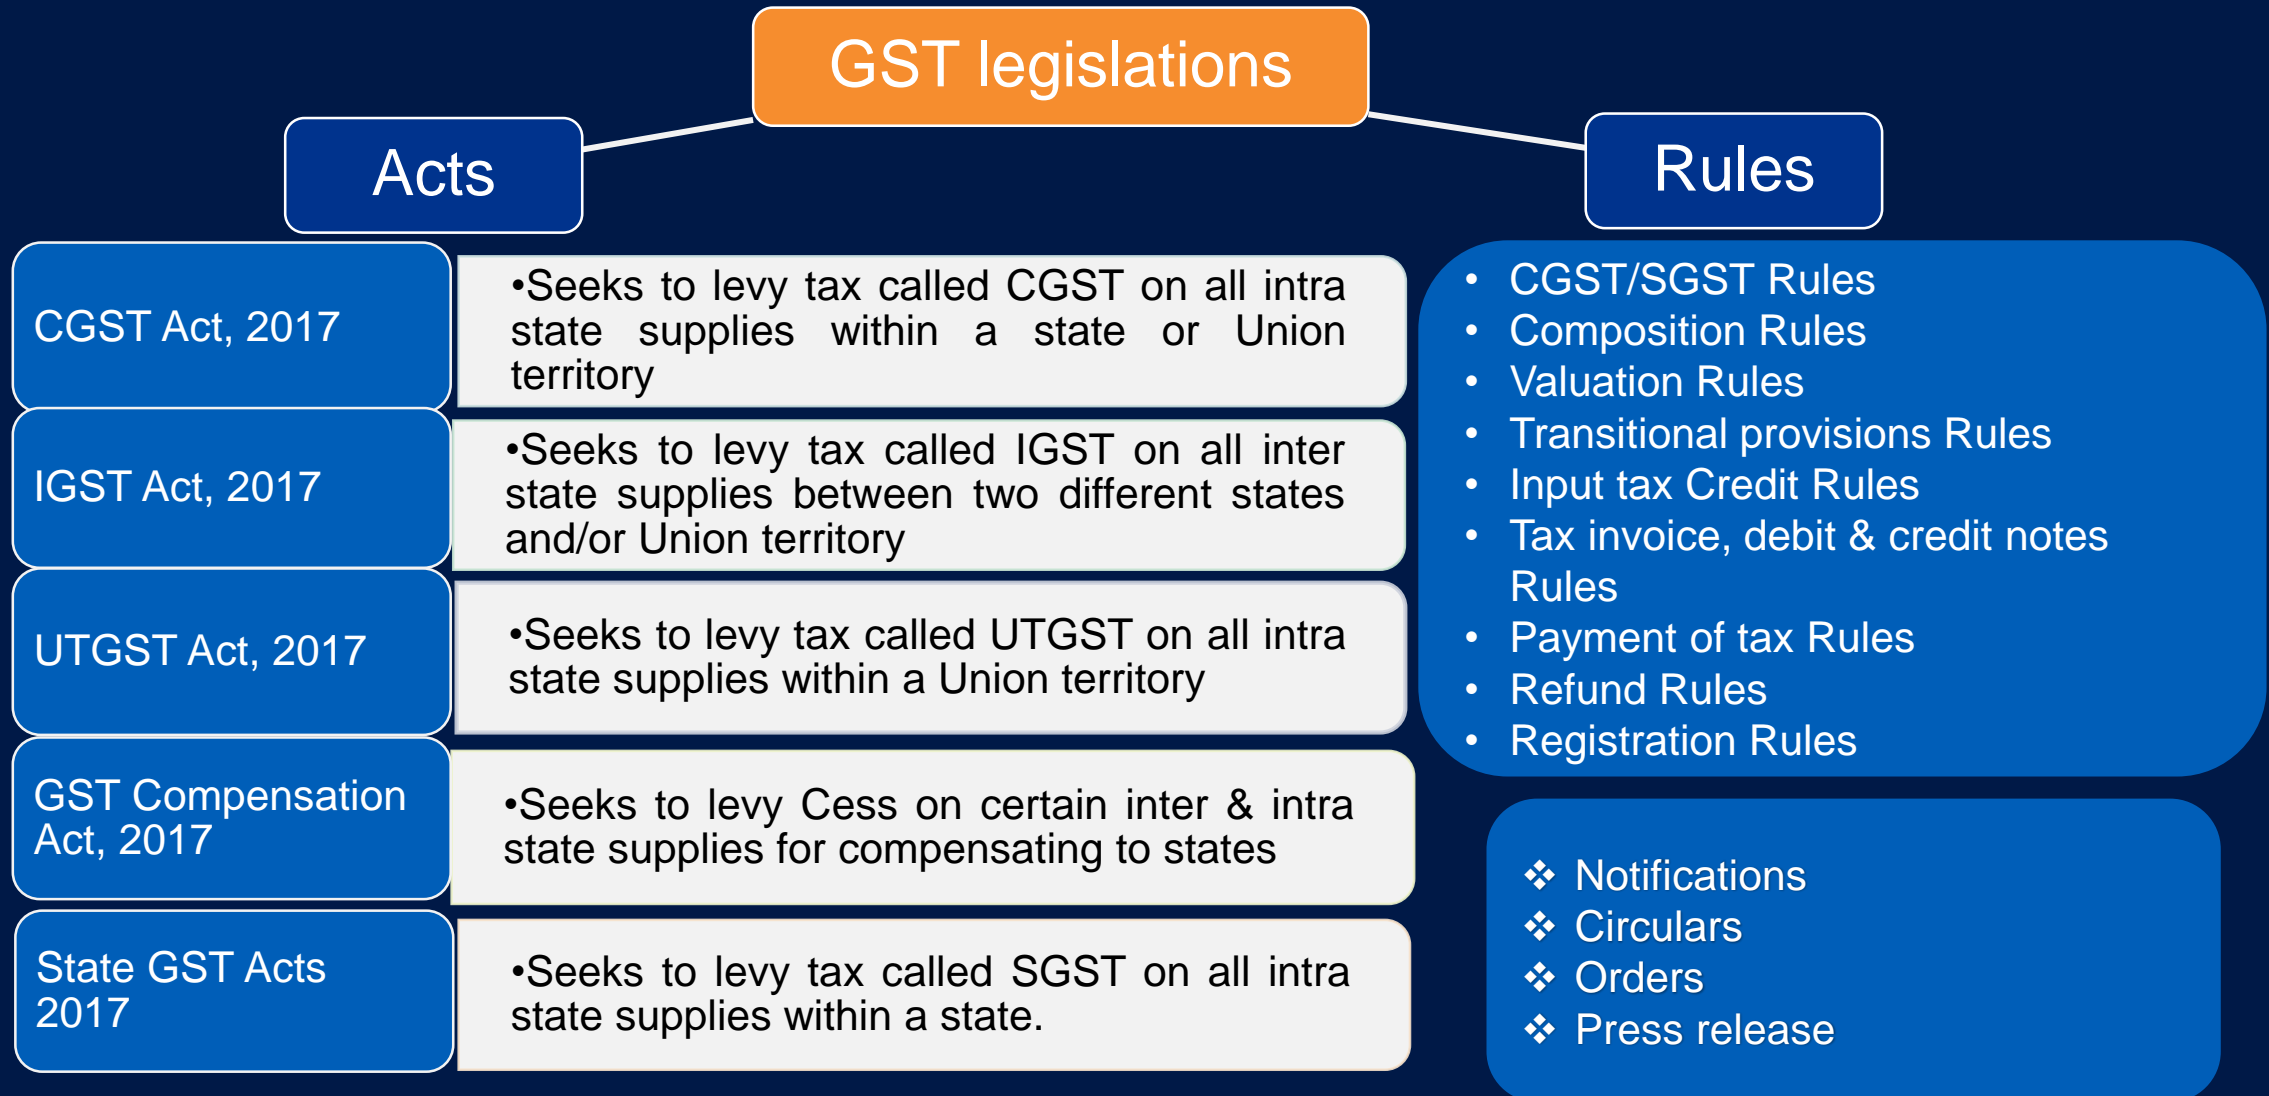 GST legislations
Acts
Rules
CGST Act, 2017
•Seeks to levy tax called CGST on all intra
state supplies within a state or Union
territory
IGST Act, 2017
•Seeks to levy tax called IGST on all inter
state supplies between two different states
and/or Union territory
UTGST Act, 2017
•Seeks to levy tax called UTGST on all intra
state supplies within a Union territory
GST Compensation
Act, 2017
•Seeks to levy Cess on certain inter & intra
state supplies for compensating to states
State GST Acts
2017
•Seeks to levy tax called SGST on all intra
state supplies within a state.
• CGST/SGST Rules
• Composition Rules
• Valuation Rules
• Transitional provisions Rules
• Input tax Credit Rules
• Tax invoice, debit & credit notes
Rules
• Payment of tax Rules
• Refund Rules
• Registration Rules
❖ Notifications
❖ Circulars
❖ Orders
❖ Press release